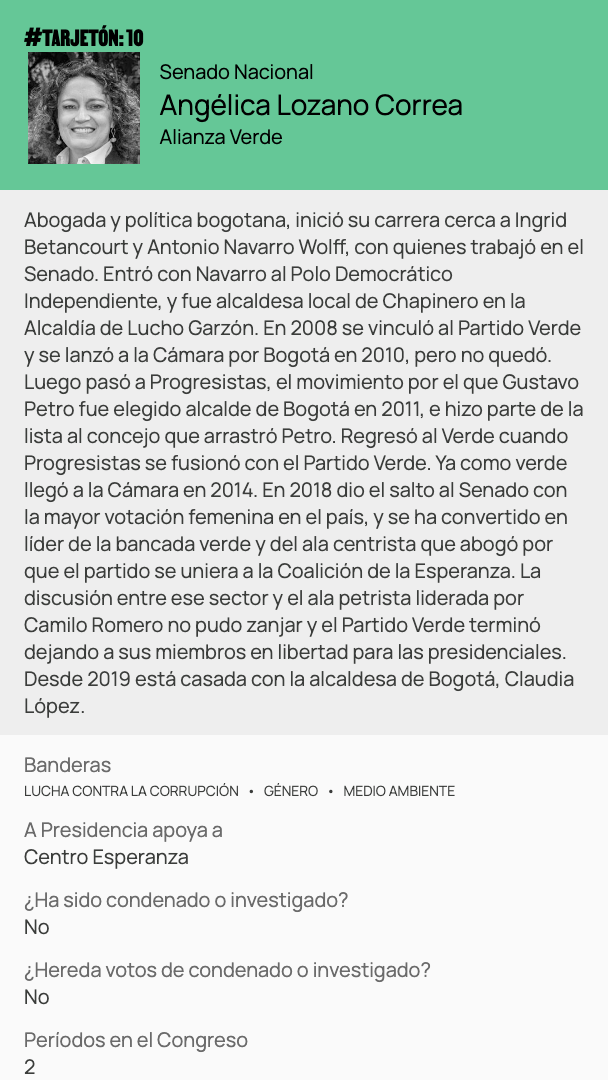 #TARJETÓN: 10
Senado Nacional
Angélica Lozano Correa
Alianza Verde
Abogada y política bogotana, inició su carrera cerca a Ingrid
Betancourt y Antonio Navarro Wolff, con quienes trabajó en el
Senado. Entró con Navarro al Polo Democrático
Independiente, y fue alcaldesa local de Chapinero en la
Alcaldía de Lucho Garzón. En 2008 se vinculó al Partido Verde
y se lanzó a la Cámara por Bogotá en 2010, pero no quedó.
Luego pasó a Progresistas, el movimiento por el que Gustavo
Petro fue elegido alcalde de Bogotá en 2011, e hizo parte de la
lista al concejo que arrastró Petro. Regresó al Verde cuando
Progresistas se fusionó con el Partido Verde. Ya como verde
llegó a la Cámara en 2014. En 2018 dio el salto al Senado con
la mayor votación femenina en el país, y se ha convertido en
líder de la bancada verde y del ala centrista que abogó por
que el partido se uniera a la Coalición de la Esperanza. La
discusión entre ese sector y el ala petrista liderada por
Camilo Romero no pudo zanjar y el Partido Verde terminó
dejando a sus miembros en libertad para las presidenciales.
Desde 2019 está casada con la alcaldesa de Bogotá, Claudia
López.
Banderas
LUCHA CONTRA LA CORRUPCIÓN • GÉNERO • MEDIO AMBIENTE
A Presidencia apoya a
Centro Esperanza
¿Ha sido condenado o investigado?
No
¿Hereda votos de condenado o investigado?
No
Períodos en el Congreso
2